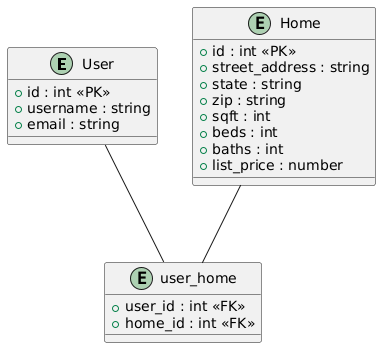 E User
+ id : int «PK»
+ username : string
+ email : string
E Home
+ id : int «PK»
+ street_address : string
+ state : string
+ zip : string
+ sqft : int
+ beds : int
+ baths : int
+ list_price : number
E user_home
+ user_id : int «FK»
+ home_id : int «FK»